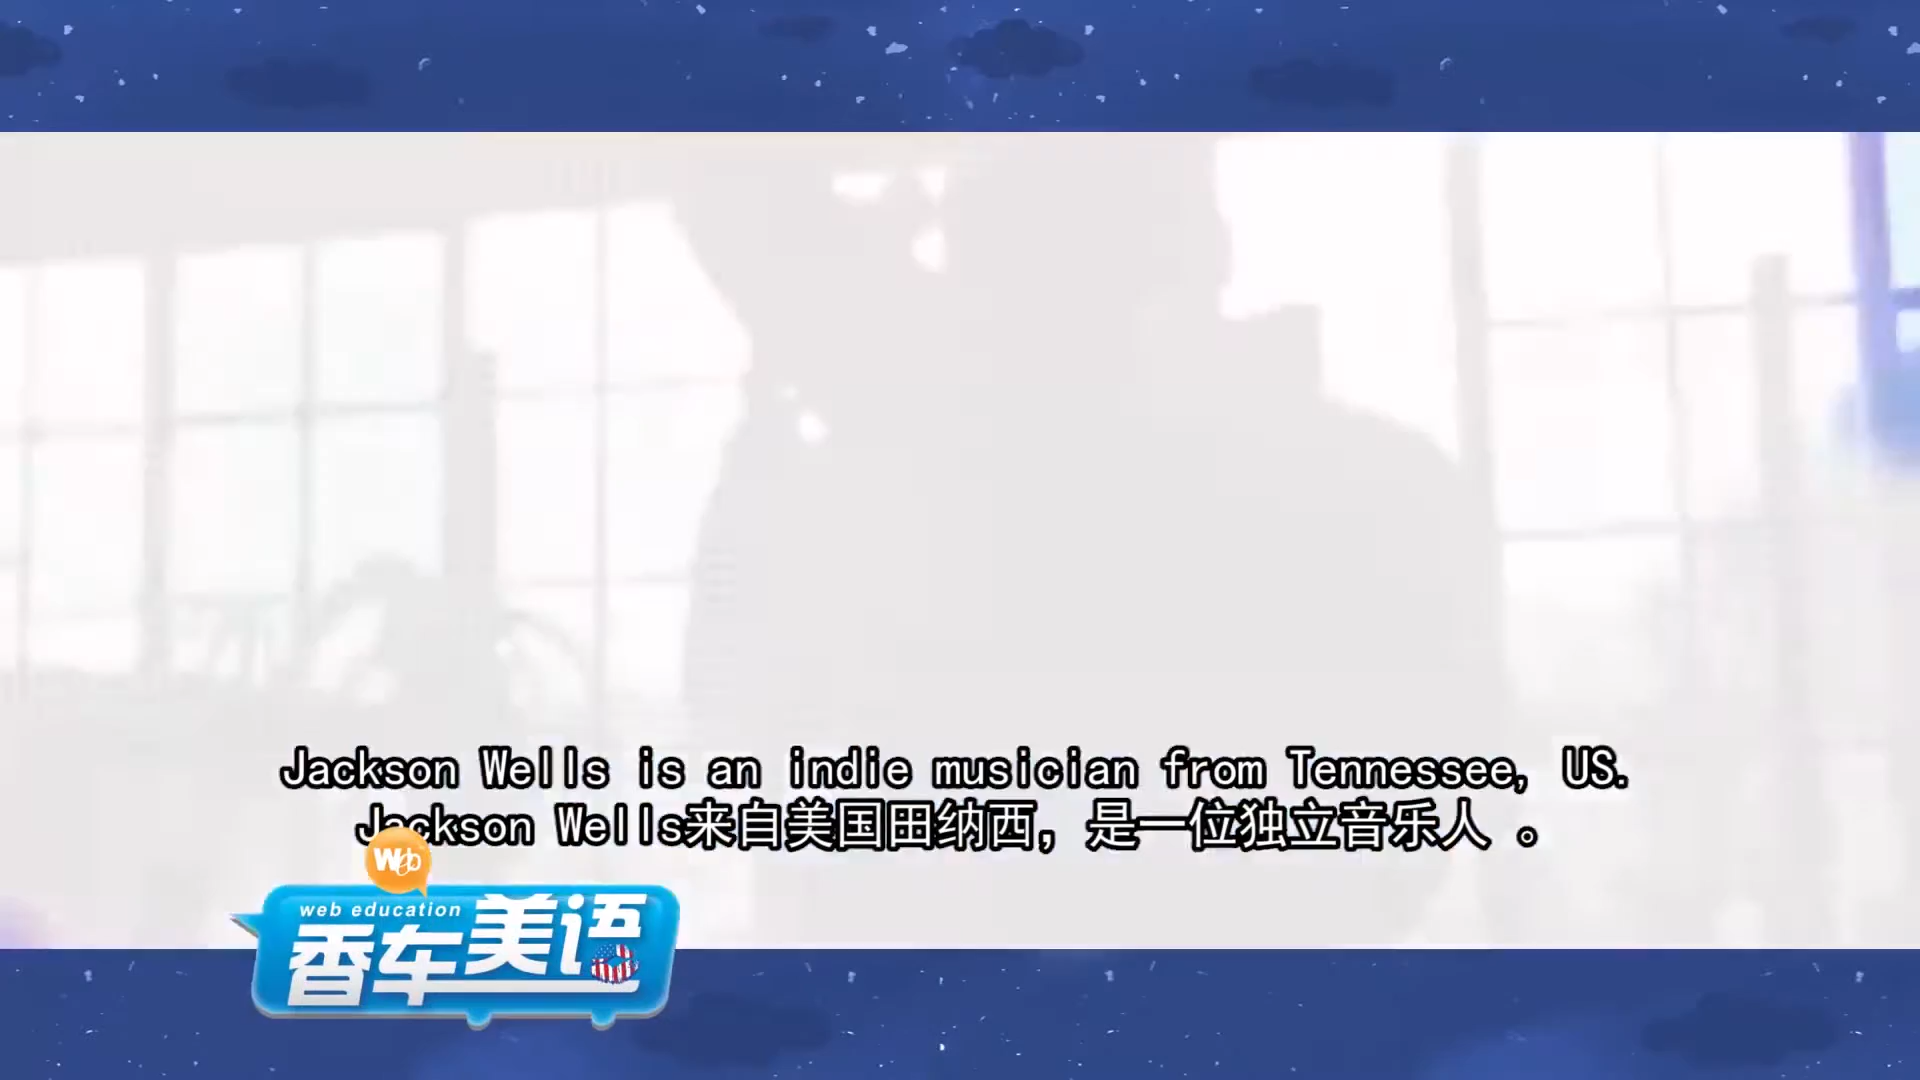 Jackson Wells is an indie musician from Tennessee, US.
Jackson Wells来自美国田纳西，是一位独立音乐人 。
Web
web education
香车美语